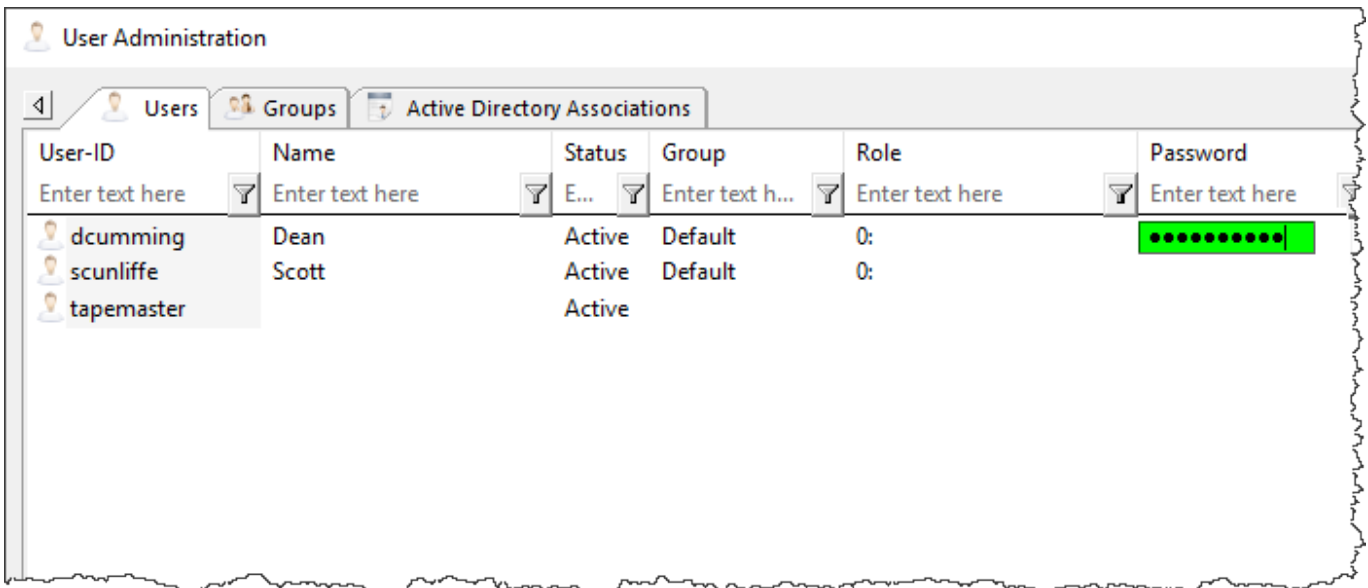 User Administration
Users Groups Active Directory Associations
User-ID Name Status Group Role Password
Enter text here Enter text here E... Enter text h... Enter text here Enter text here
dcumming Dean Active Default 0: ●●●●●●●●●●
scunliffe Scott Active Default 0:
tapemaster Active